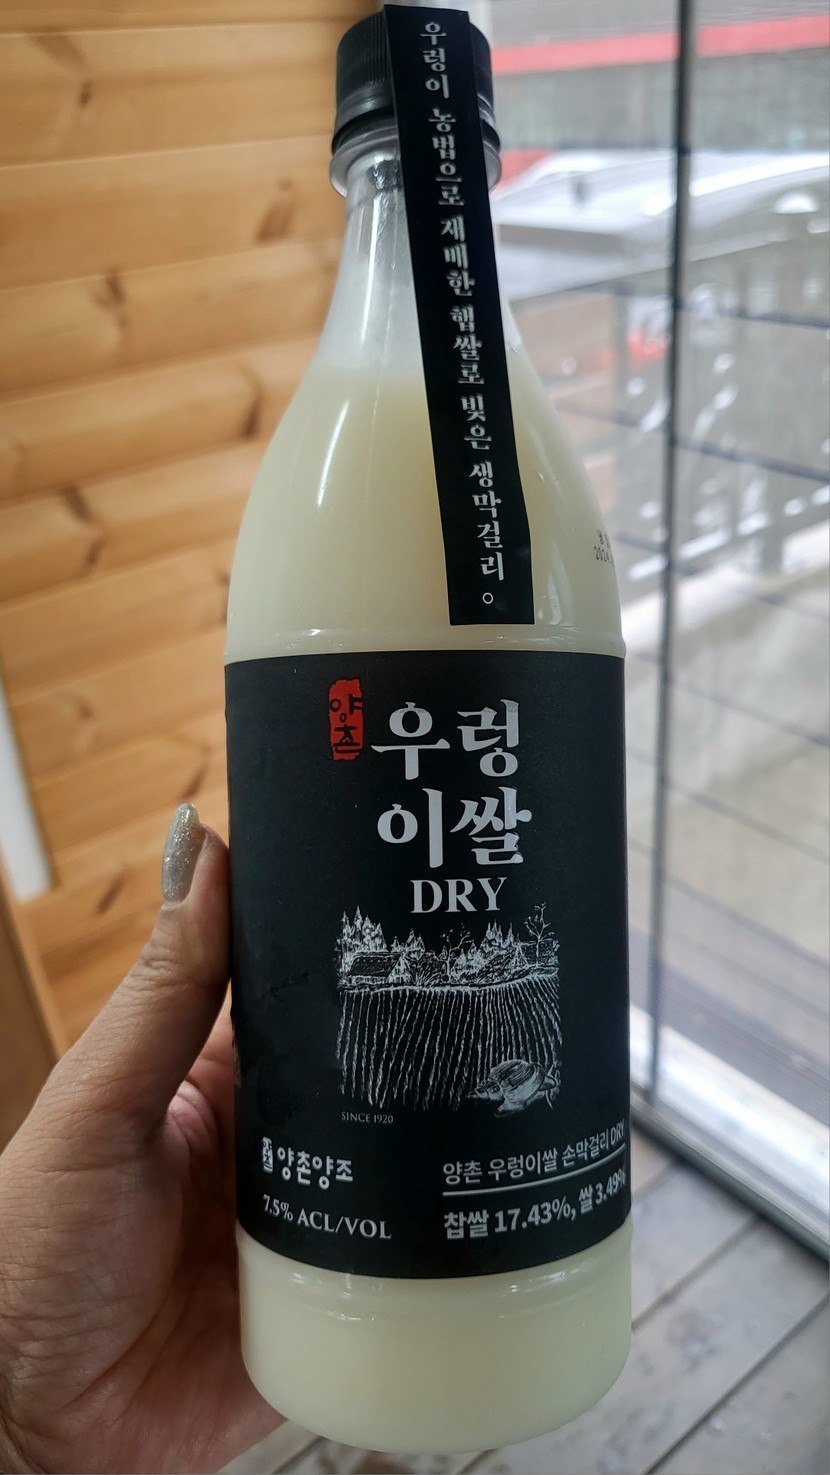 우렁이 농법으로 재배한 햅쌀로 빚은 생막걸리。
양촌
우렁
이쌀
DRY
SINCE 1920
양촌양조
7.5% ACL/VOL
양촌 우렁이쌀 손막걸리 DRY
찹쌀 17.43%, 쌀 3.49%